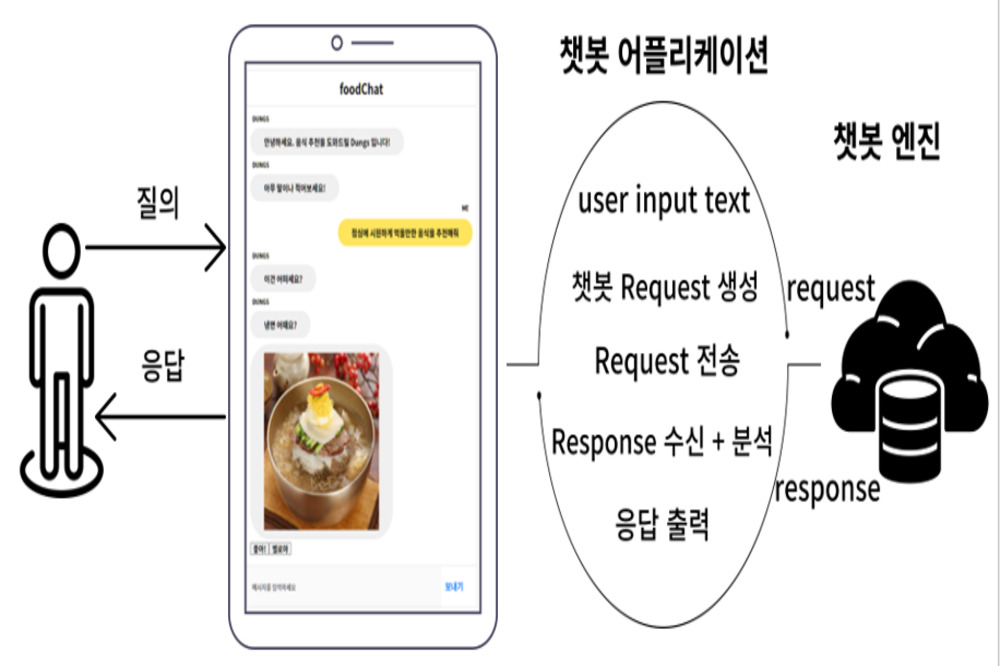 질의
응답
foodChat
DUNGS
안녕하세요. 음식 추천을 도와드릴 Dungs 입니다!
DUNGS
아무 말이나 적어보세요!
ME
점심에 시원하게 먹을만한 음식을 추천해줘
DUNGS
이건 어떠세요?
DUNGS
냉면 어때요?
좋아! 별로야
메시지를 입력하세요
보내기
챗봇 어플리케이션
user input text
챗봇 Request 생성
Request 전송
Response 수신 + 분석
응답 출력
챗봇 엔진
request
response